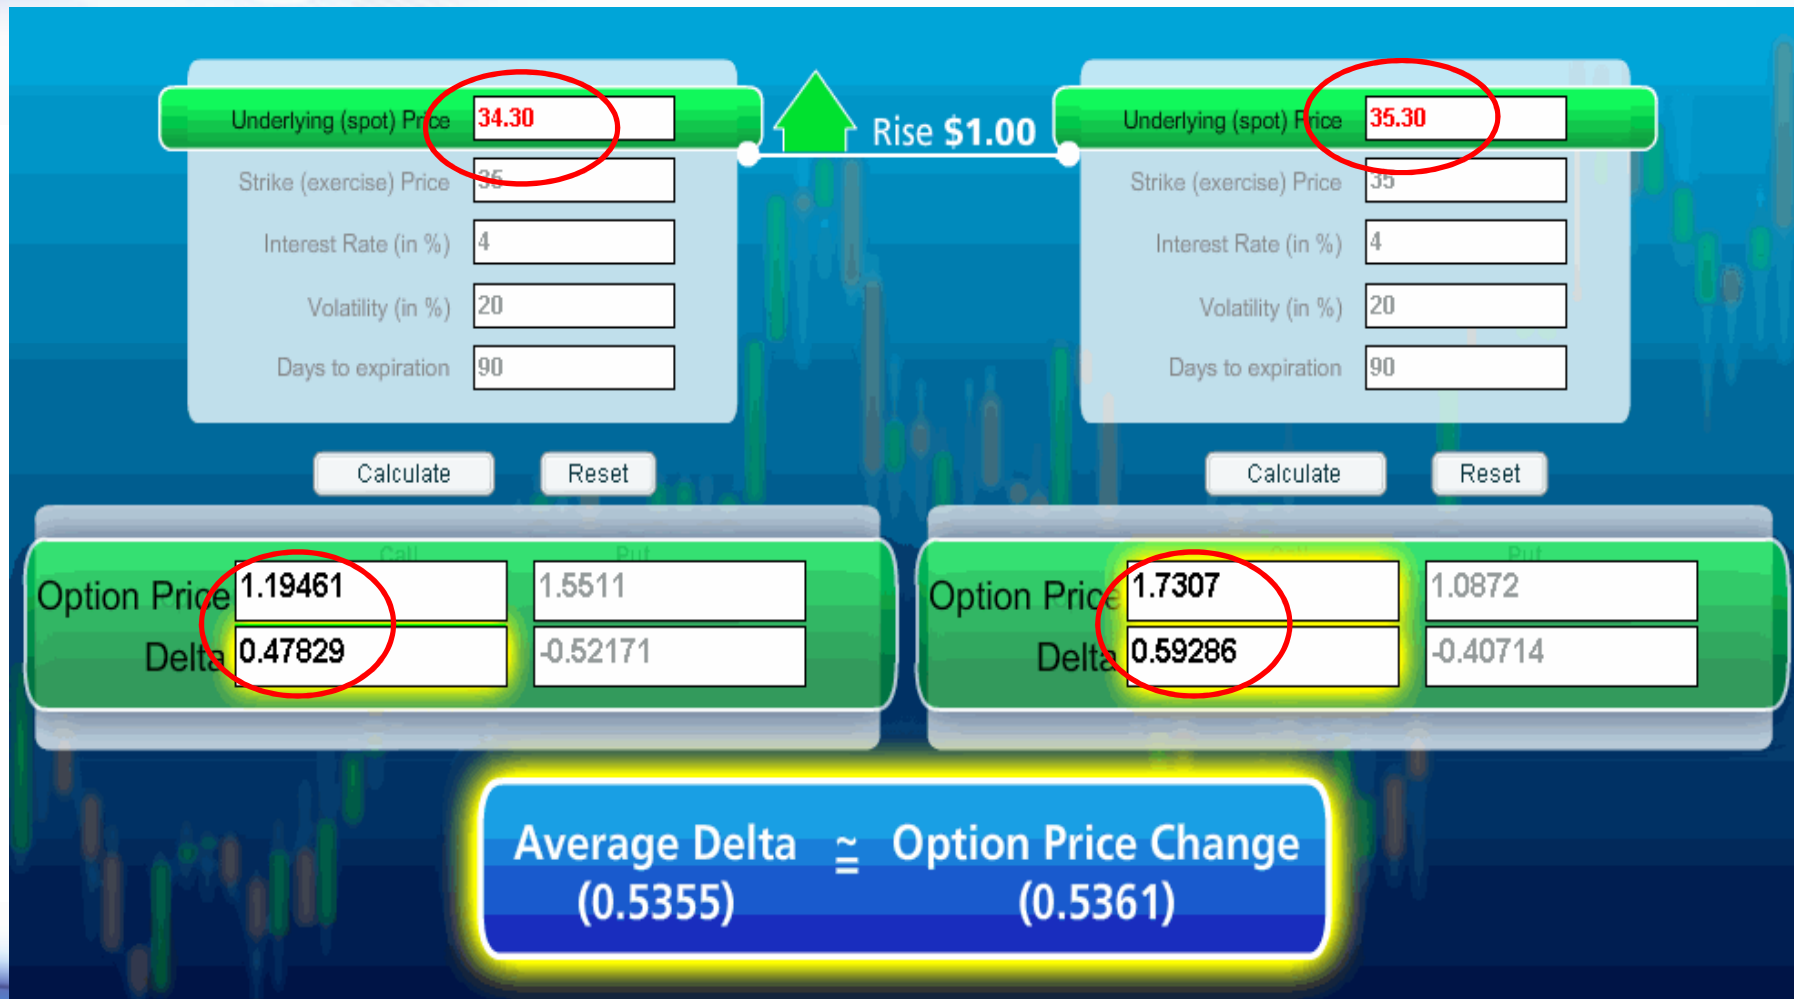 Underlying (spot) Price 34.30
Strike (exercise) Price 35
Interest Rate (in %) 4
Volatility (in %) 20
Days to expiration 90
Calculate Reset
Call Put
Option Price 1.19461 1.5511
Delta 0.47829 -0.52171
Rise $1.00
Underlying (spot) Price 35.30
Strike (exercise) Price 35
Interest Rate (in %) 4
Volatility (in %) 20
Days to expiration 90
Calculate Reset
Call Put
Option Price 1.7307 1.0872
Delta 0.59286 -0.40714
Average Delta ≅ Option Price Change
(0.5355) (0.5361)